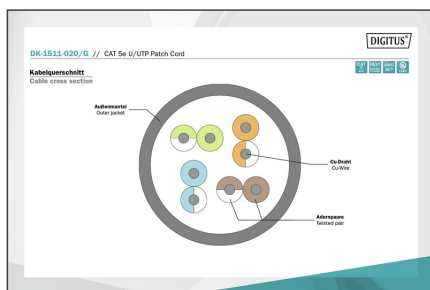 DIGITUS®
DK-1511-020/G // CAT 5e U/UTP Patch Cord
Kabelquerschnitt
Cable cross section
Außenmantel
Outer jacket
Cu-Draht
Cu-Wire
Adernpaare
Twisted pair